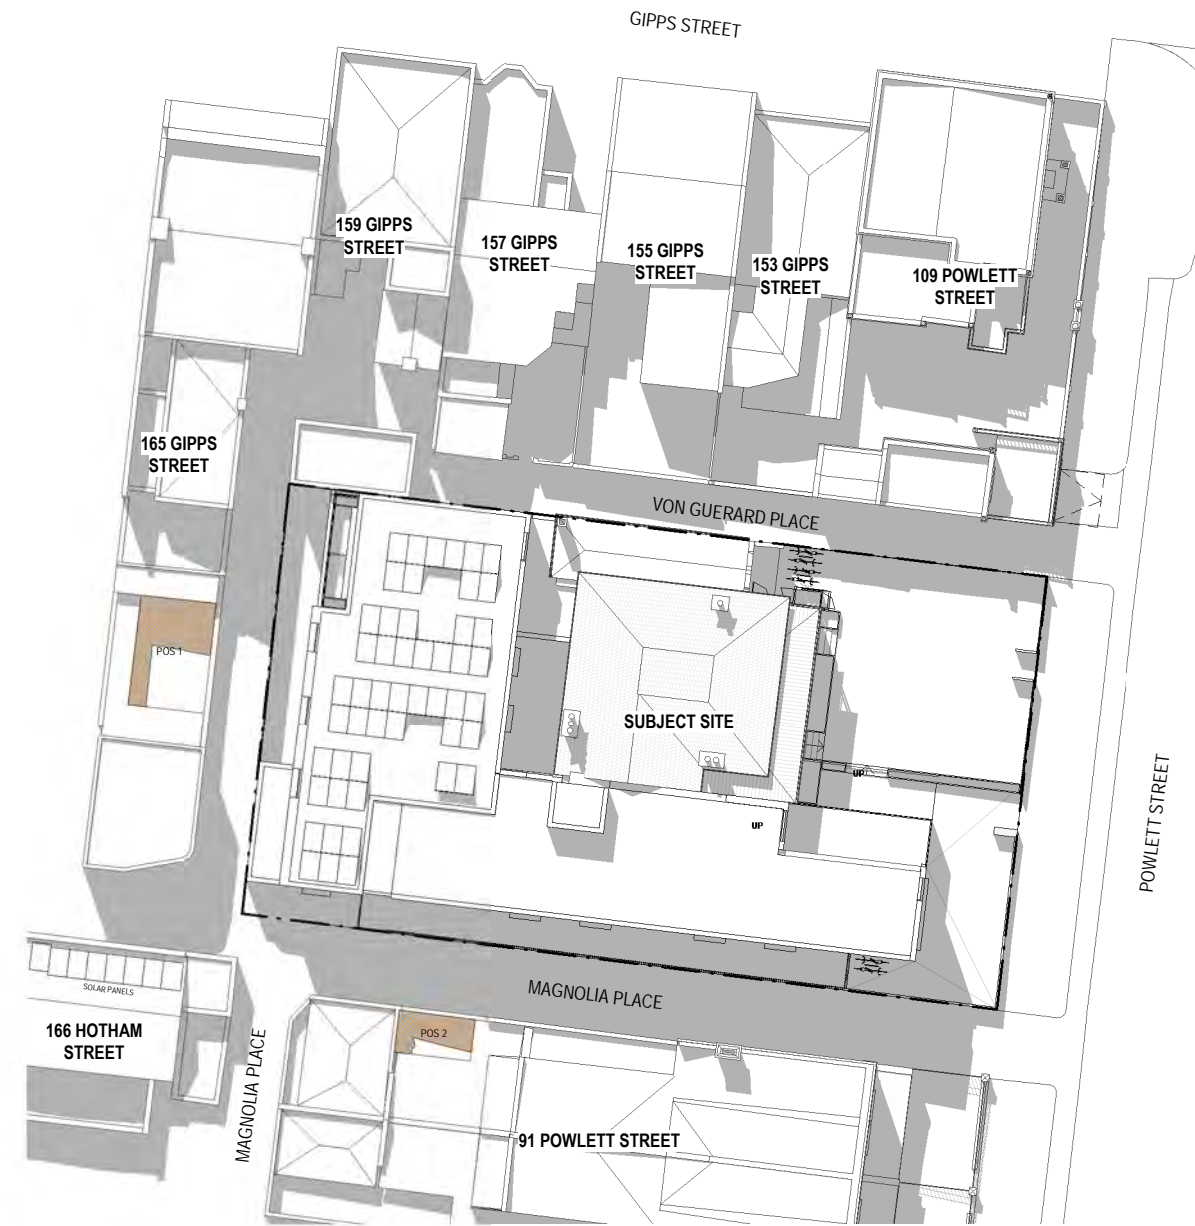 GIPPS STREET
159 GIPPS
STREET
157 GIPPS
STREET
155 GIPPS
STREET
153 GIPPS
STREET
109 POWLETT
STREET
165 GIPPS
STREET
VON GUERARD PLACE
POS 1
SUBJECT SITE
UP
UP
POWLETT STREET
MAGNOLIA PLACE
SOLAR PANELS
166 HOTHAM
STREET
POS 2
MAGNOLIA PLACE
91 POWLETT STREET